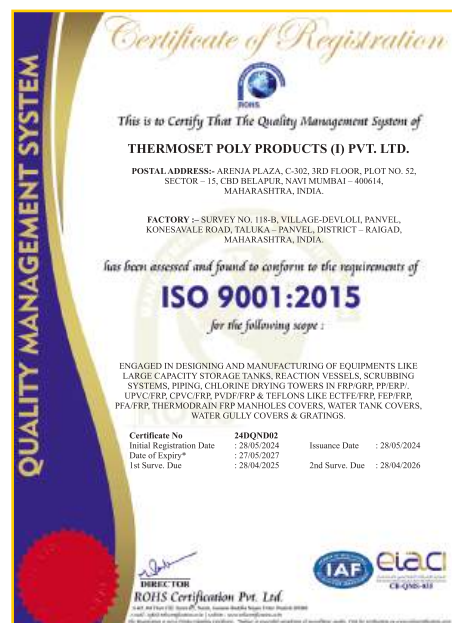 Certificate of Registration
ROHS
This is to Certify That The Quality Management System of
THERMOSET POLY PRODUCTS (I) PVT. LTD.
POSTAL ADDRESS:- ARENJA PLAZA, C-302, 3RD FLOOR, PLOT NO. 52,
SECTOR – 15, CBD BELAPUR, NAVI MUMBAI – 400614,
MAHARASHTRA, INDIA.
FACTORY :– SURVEY NO. 118-B, VILLAGE-DEVLOLI, PANVEL,
KONESAVALE ROAD, TALUKA – PANVEL, DISTRICT – RAIGAD,
MAHARASHTRA, INDIA.
has been assessed and found to conform to the requirements of
ISO 9001:2015
for the following scope :
ENGAGED IN DESIGNING AND MANUFACTURING OF EQUIPMENTS LIKE
LARGE CAPACITY STORAGE TANKS, REACTION VESSELS, SCRUBBING
SYSTEMS, PIPING, CHLORINE DRYING TOWERS IN FRP/GRP, PP/ERP/.
UPVC/FRP, CPVC/FRP, PVDF/FRP & TEFLONS LIKE ECTFE/FRP, FEP/FRP,
PFA/FRP, THERMODRAIN FRP MANHOLES COVERS, WATER TANK COVERS,
WATER GULLY COVERS & GRATINGS.
Certificate No 24DQND02
Initial Registration Date : 28/05/2024 Issuance Date : 28/05/2024
Date of Expiry* : 27/05/2027
1st Surve. Due : 28/04/2025 2nd Surve. Due : 28/04/2026
QUALITY MANAGEMENT SYSTEM
DIRECTOR
ROHS Certification Pvt. Ltd.
IAF
eiaci
CB-QMS-035